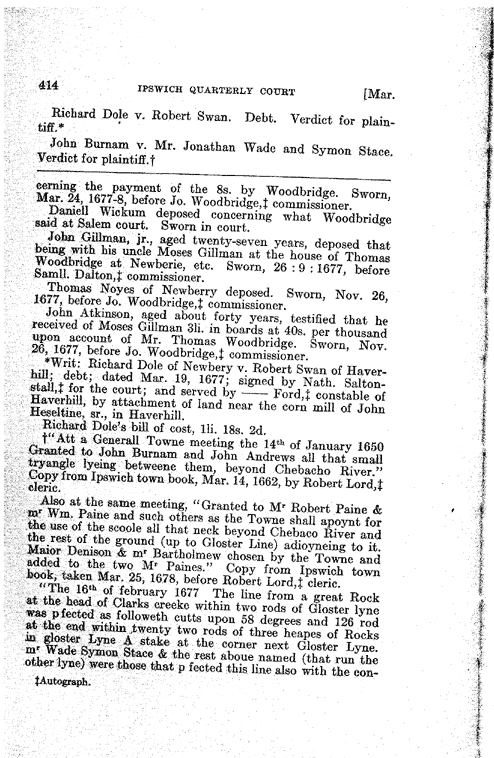 414 IPSWICH QUARTERLY COURT [Mar.
Richard Dole v. Robert Swan. Debt. Verdict for plain-
tiff.*
John Burnam v. Mr. Jonathan Wade and Symon Stace.
Verdict for plaintiff.†
cerning the payment of the 8s. by Woodbridge. Sworn,
Mar. 24, 1677-8, before Jo. Woodbridge,‡ commissioner.
Daniell Wickum deposed concerning what Woodbridge
said at Salem court. Sworn in court.
John Gillman, jr., aged twenty-seven years, deposed that
being with his uncle Moses Gillman at the house of Thomas
Woodbridge at Newberie, etc. Sworn, 26 : 9 : 1677, before
Samll. Dalton,‡ commissioner.
Thomas Noyes of Newberry deposed. Sworn, Nov. 26,
1677, before Jo. Woodbridge,‡ commissioner.
John Atkinson, aged about forty years, testified that he
received of Moses Gillman 3li. in boards at 40s. per thousand
upon account of Mr. Thomas Woodbridge. Sworn, Nov.
26, 1677, before Jo. Woodbridge,‡ commissioner.
*Writ: Richard Dole of Newbery v. Robert Swan of Haver-
hill; debt; dated Mar. 19, 1677; signed by Nath. Salton-
stall,‡ for the court; and served by —— Ford,‡ constable of
Haverhill, by attachment of land near the corn mill of John
Heseltine, sr., in Haverhill.
Richard Dole's bill of cost, 1li. 18s. 2d.
†"Att a Generall Towne meeting the 14th of January 1650
Granted to John Burnam and John Andrews all that small
tryangle lyeing betweene them, beyond Chebacho River."
Copy from Ipswich town book, Mar. 14, 1662, by Robert Lord,‡
cleric.
Also at the same meeting, "Granted to Mr Robert Paine &
mr Wm. Paine and such others as the Towne shall apoynt for
the use of the scoole all that neck beyond Chebaco River and
the rest of the ground (up to Gloster Line) adioyneing to it.
Maior Denison & mr Bartholmew chosen by the Towne and
added to the two Mr Paines." Copy from Ipswich town
book, taken Mar. 25, 1678, before Robert Lord,‡ cleric.
"The 16th of february 1677 The line from a great Rock
at the head of Clarks creeke within two rods of Gloster lyne
was pfected as followeth cutts upon 58 degrees and 126 rod
at the end within twenty two rods of three heapes of Rocks
in gloster Lyne A stake at the corner next Gloster Lyne.
mr Wade Symon Stace & the rest aboue named (that run the
other lyne) were those that p fected this line also with the con-
‡Autograph.